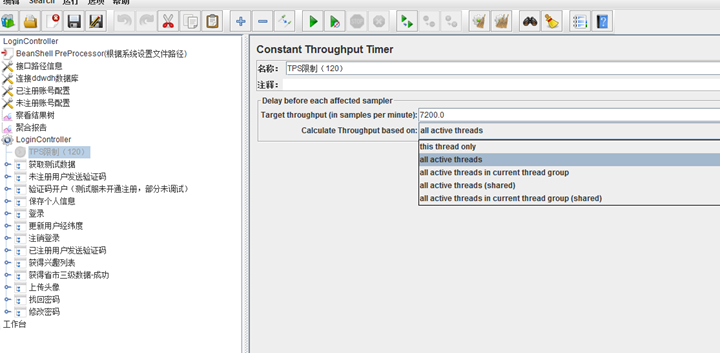 编辑 Search 运行 选项 帮助
LoginController
BeanShell PreProcessor(根据系统设置文件路径)
接口路径信息
连接ddwdh数据库
已注册账号配置
未注册账号配置
察看结果树
聚合报告
LoginController
TPS限制（120）
获取测试数据
未注册用户发送验证码
验证码开户（测试服未开通注册，部分未调试）
保存个人信息
登录
更新用户经纬度
注销登录
已注册用户发送验证码
获得兴趣列表
获得省市三级数据-成功
上传头像
找回密码
修改密码
工作台
Constant Throughput Timer
名称: TPS限制（120）
注释:
Delay before each affected sampler
Target throughput (in samples per minute): 7200.0
Calculate Throughput based on: all active threads
this thread only
all active threads
all active threads in current thread group
all active threads (shared)
all active threads in current thread group (shared)